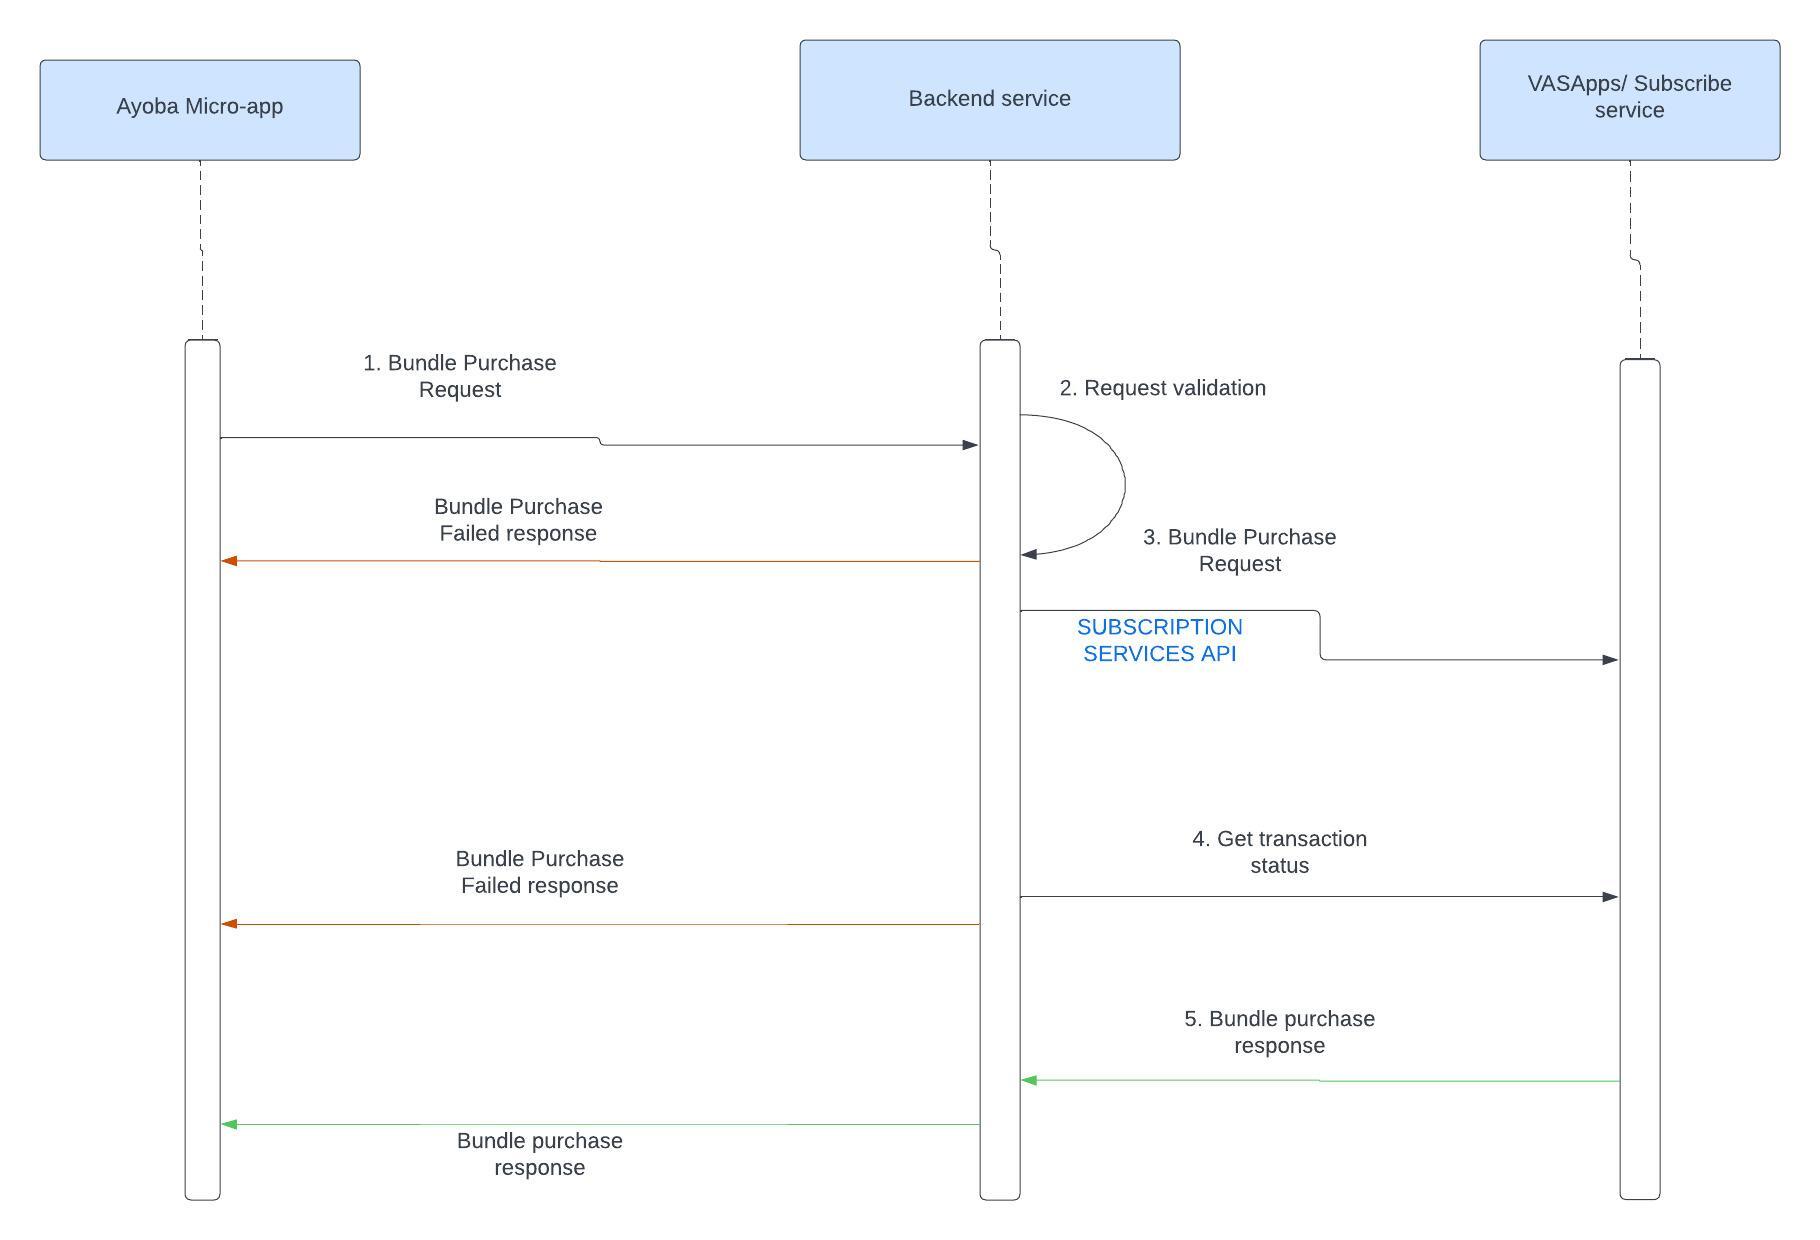 Ayoba Micro-app
Backend service
VASApps/ Subscribe
service
1. Bundle Purchase
Request
2. Request validation
Bundle Purchase
Failed response
3. Bundle Purchase
Request
SUBSCRIPTION
SERVICES API
4. Get transaction
status
Bundle Purchase
Failed response
5. Bundle purchase
response
Bundle purchase
response